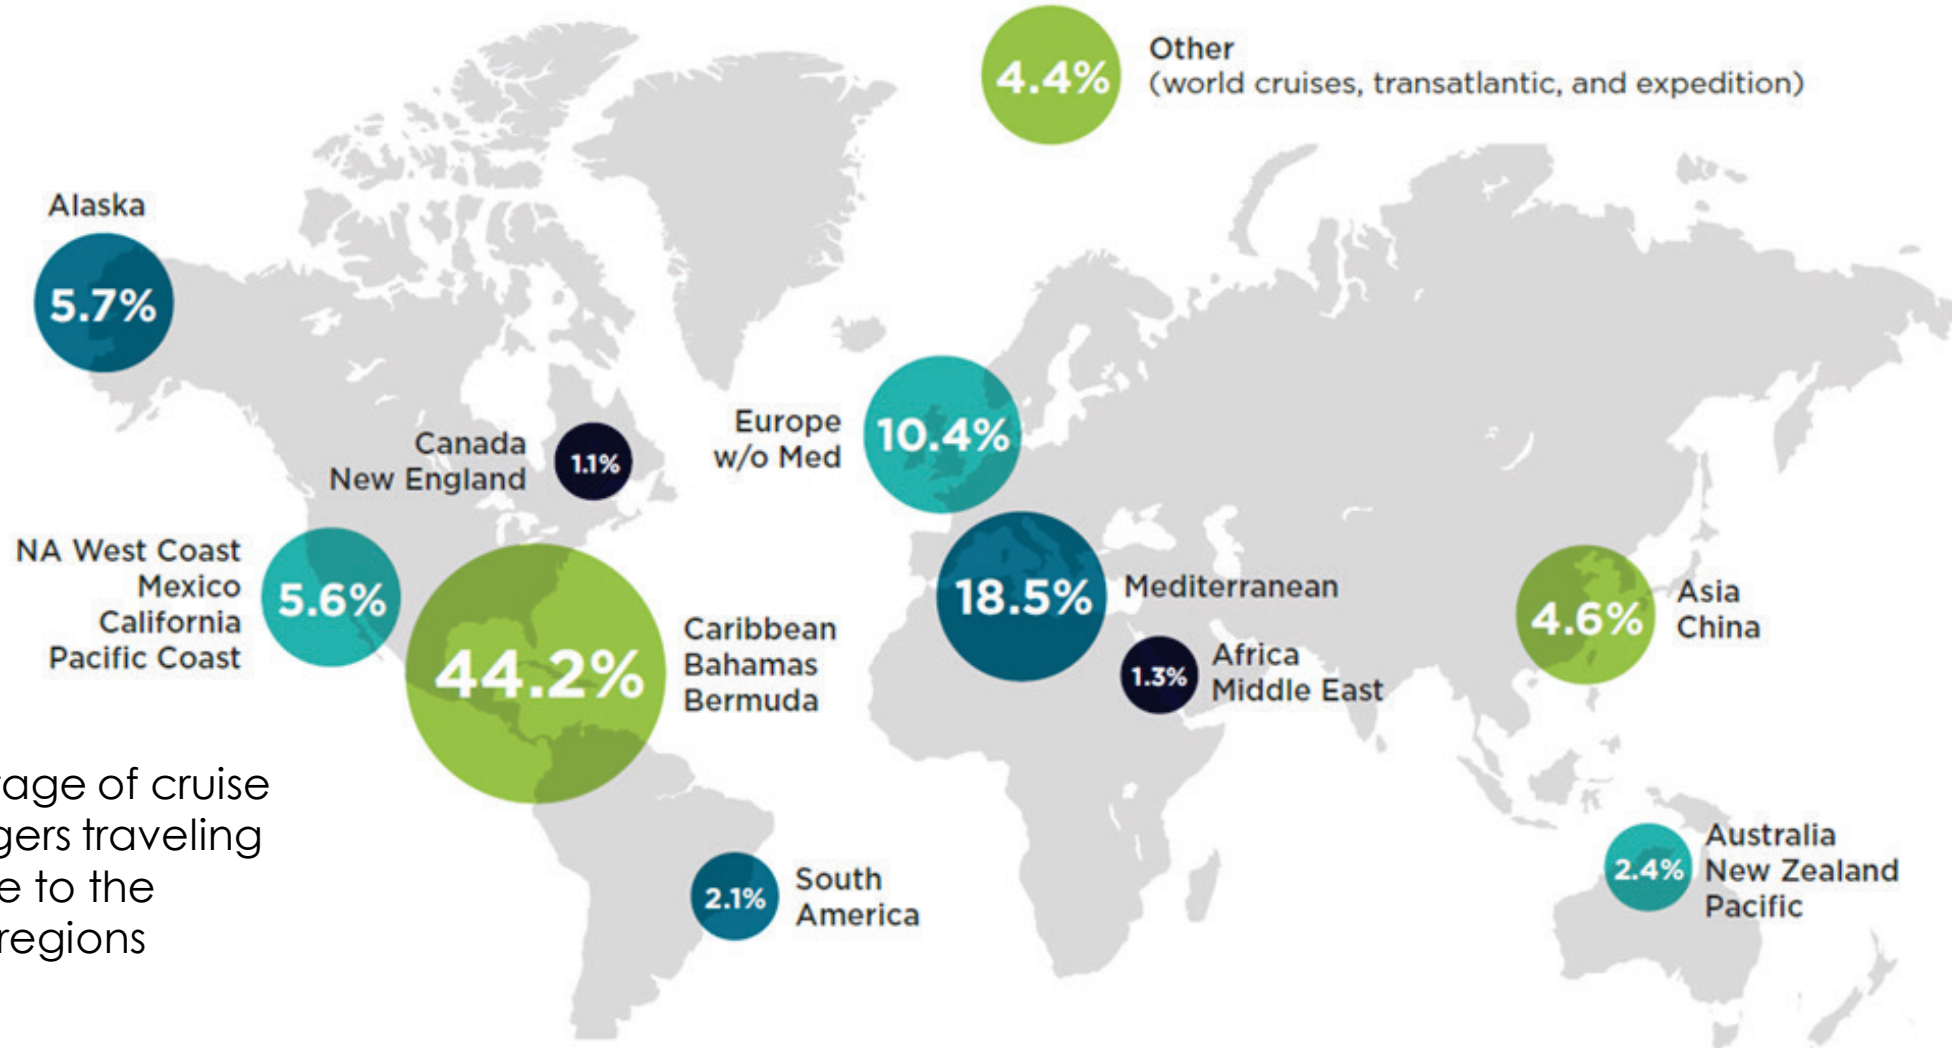 4.4%
Other
(world cruises, transatlantic, and expedition)
Alaska
5.7%
Canada
New England
1.1%
Europe
w/o Med
10.4%
NA West Coast
Mexico
California
Pacific Coast
5.6%
44.2%
Caribbean
Bahamas
Bermuda
18.5%
Mediterranean
1.3%
Africa
Middle East
4.6%
Asia
China
age of cruise
gers traveling
e to the
regions
2.1%
South
America
2.4%
Australia
New Zealand
Pacific